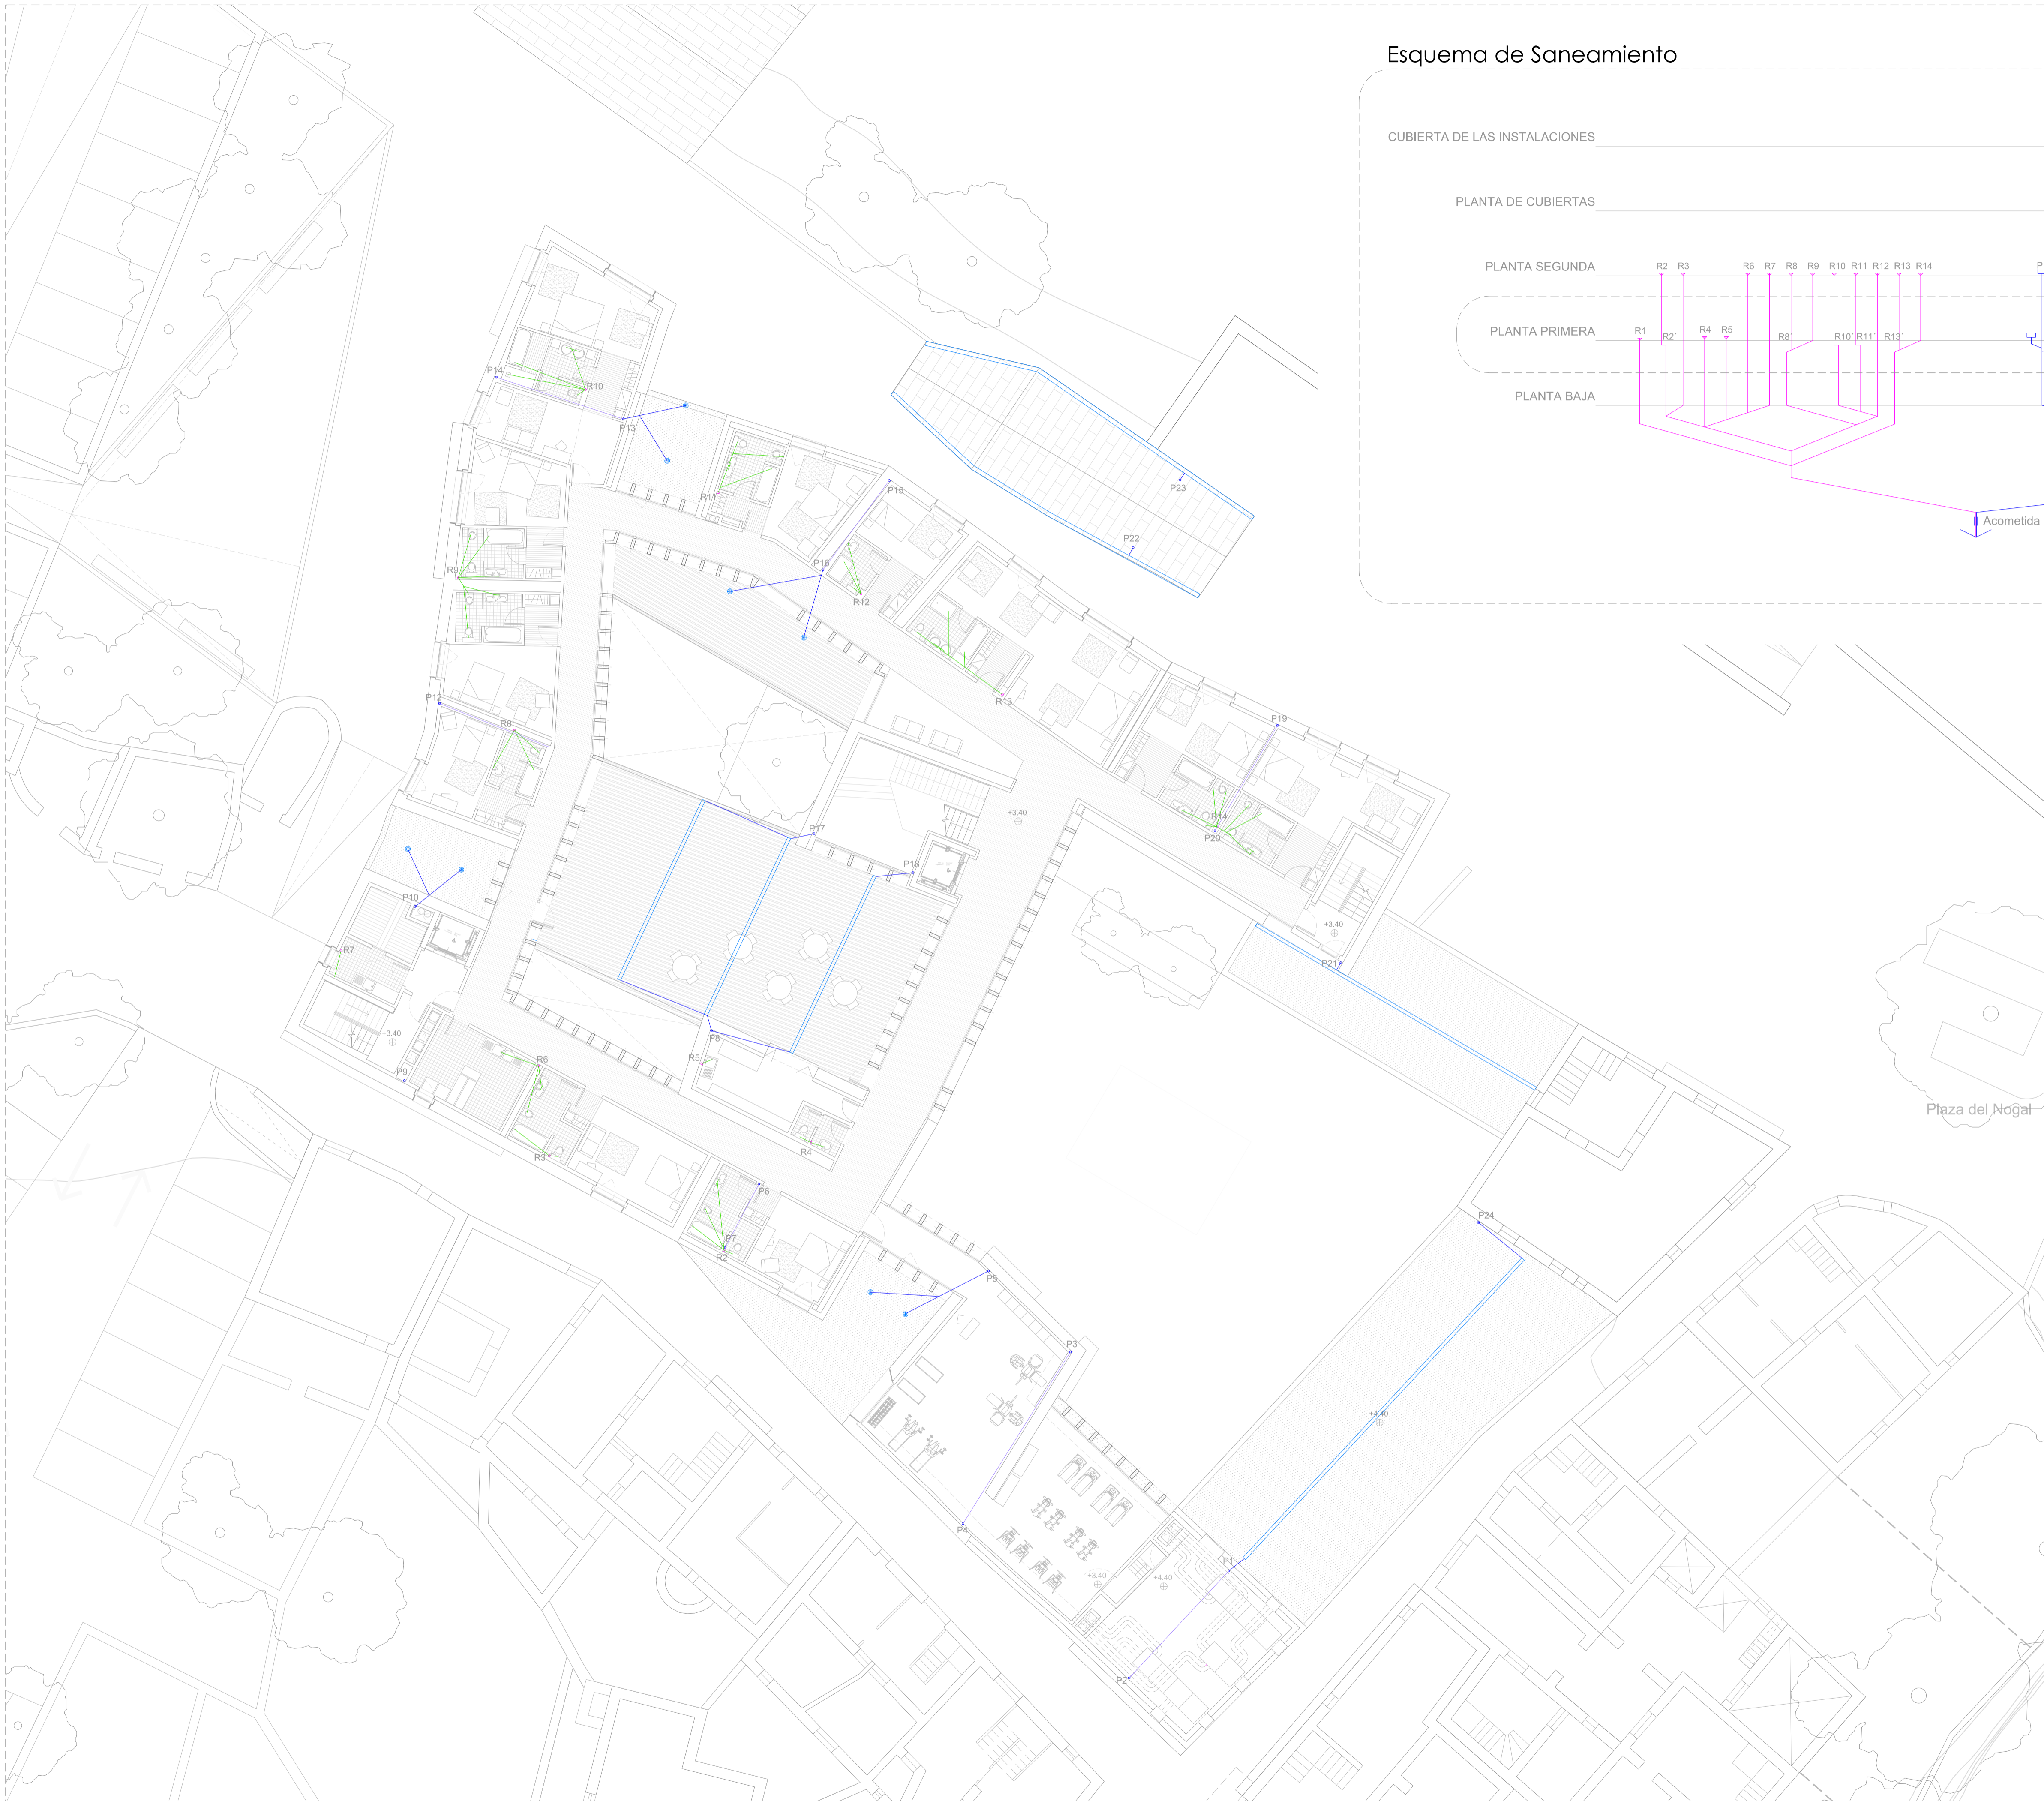 Esquema de Saneamiento
CUBIERTA DE LAS INSTALACIONES
PLANTA DE CUBIERTAS
PLANTA SEGUNDA
R2 R3 R6 R7 R8 R9 R10 R11 R12 R13 R14
P
PLANTA PRIMERA
R1 R2´ R4 R5 R8´ R10´ R11´ R13´
PLANTA BAJA
Acometida
P14
R10
P13
R11
P15
P23
P22
P16
R9
R12
R13
P12
R8
P19
+3,40
R14
P17
P20
P18
P10
R7
+3,40
P21
+3,40
P8
R5
R6
P9
Plaza del Nogal
R4
R3
P6
P7
R2
P24
P5
P3
+4,40
P4
P1
+3,40
+4,40
P2